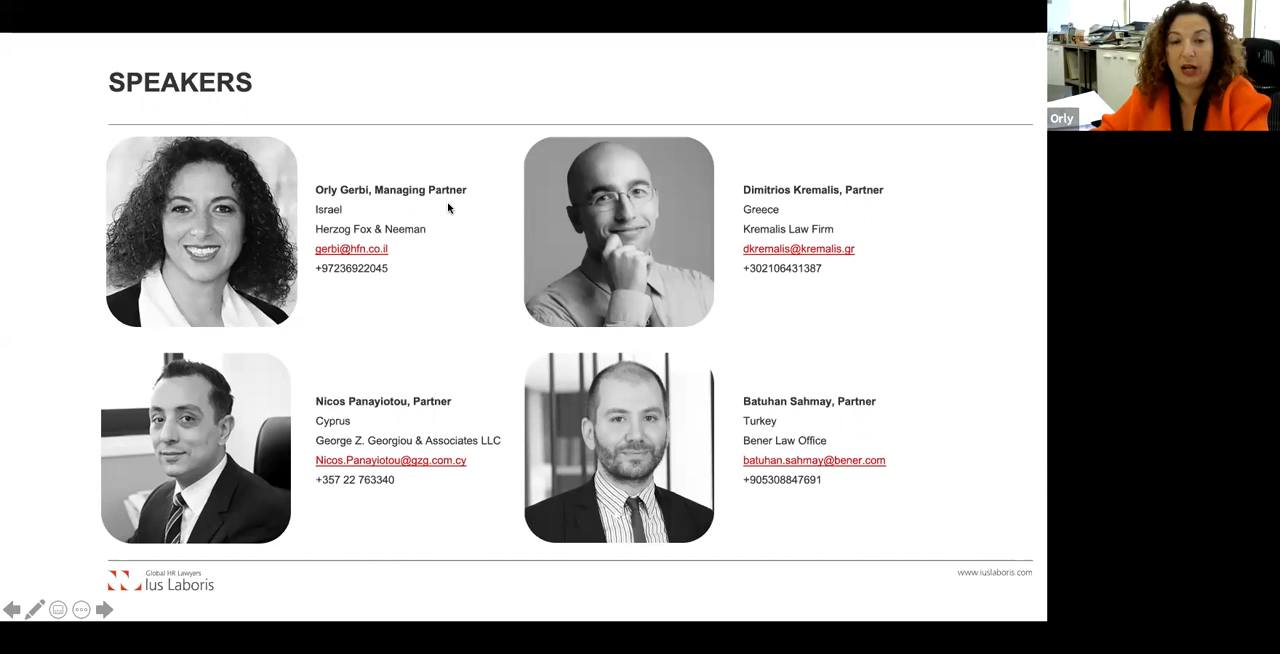 SPEAKERS
Orly Gerbi, Managing Partner
Israel
Herzog Fox & Neeman
gerbi@hfn.co.il
+97236922045
Dimitrios Kremalis, Partner
Greece
Kremalis Law Firm
dkremalis@kremalis.gr
+302106431387
Nicos Panayiotou, Partner
Cyprus
George Z. Georgiou & Associates LLC
Nicos.Panayiotou@gzg.com.cy
+357 22 763340
Batuhan Sahmay, Partner
Turkey
Bener Law Office
batuhan.sahmay@bener.com
+905308847691
Global HR Lawyers
Ius Laboris
www.iuslaboris.com
Orly